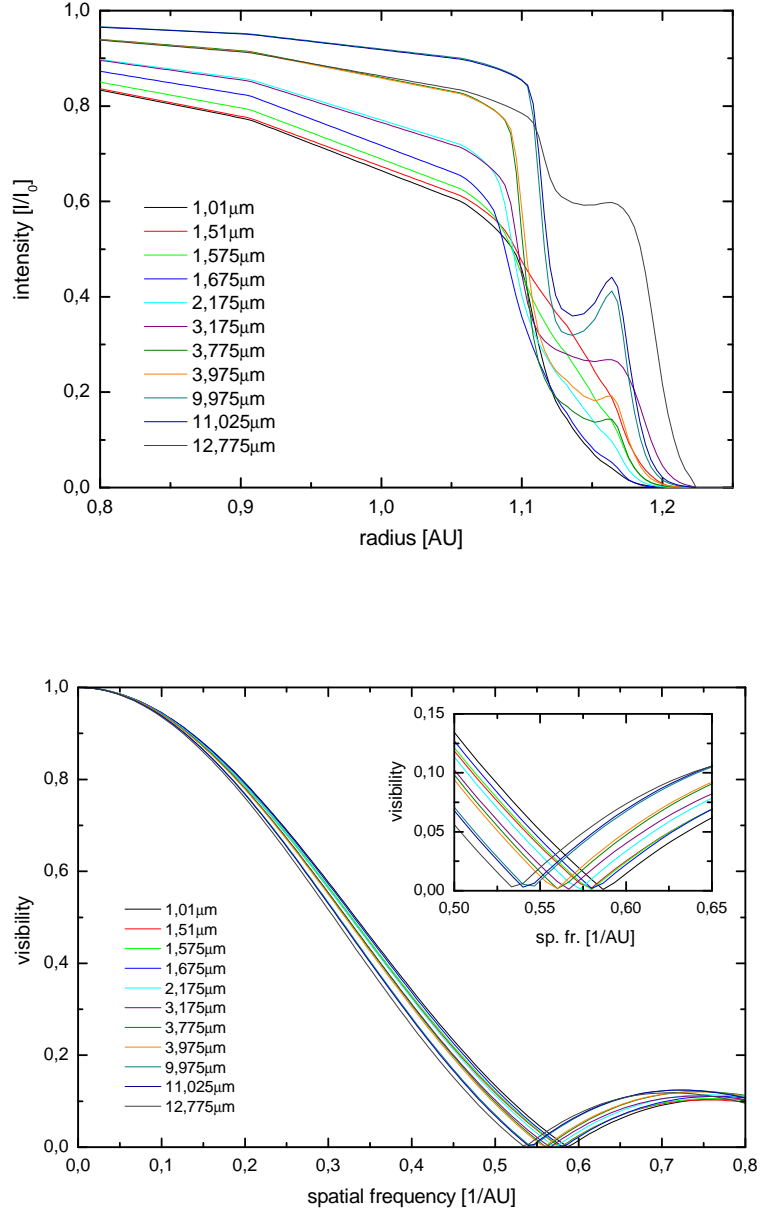 1,0
0,8
0,6
0,4
0,2
0,0
intensity [I/I0]
1,01μm
1,51μm
1,575μm
1,675μm
2,175μm
3,175μm
3,775μm
3,975μm
9,975μm
11,025μm
12,775μm
0,8 0,9 1,0 1,1 1,2
radius [AU]
1,0
0,8
0,6
0,4
0,2
0,0
visibility
0,15
0,10
0,05
0,00
visibility
0,50 0,55 0,60 0,65
sp. fr. [1/AU]
1,01μm
1,51μm
1,575μm
1,675μm
2,175μm
3,175μm
3,775μm
3,975μm
9,975μm
11,025μm
12,775μm
0,0 0,1 0,2 0,3 0,4 0,5 0,6 0,7 0,8
spatial frequency [1/AU]